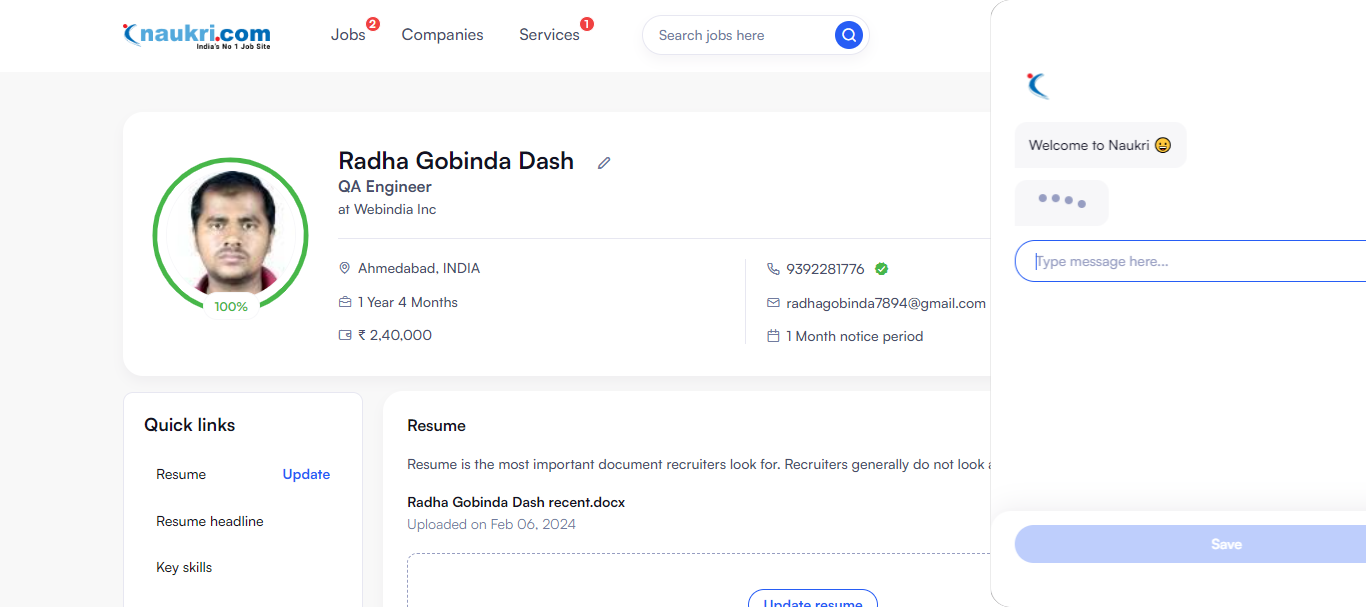 naukri.com
India's No 1 Job Site
Jobs 2
Companies
Services 1
Search jobs here
Radha Gobinda Dash
QA Engineer
at Webindia Inc
Ahmedabad, INDIA
1 Year 4 Months
₹ 2,40,000
9392281776
radhagobinda7894@gmail.com
1 Month notice period
100%
Quick links
Resume Update
Resume headline
Key skills
Resume
Resume is the most important document recruiters look for. Recruiters generally do not look
Radha Gobinda Dash recent.docx
Uploaded on Feb 06, 2024
Update resume
Welcome to Naukri 😀
Type message here...
Save